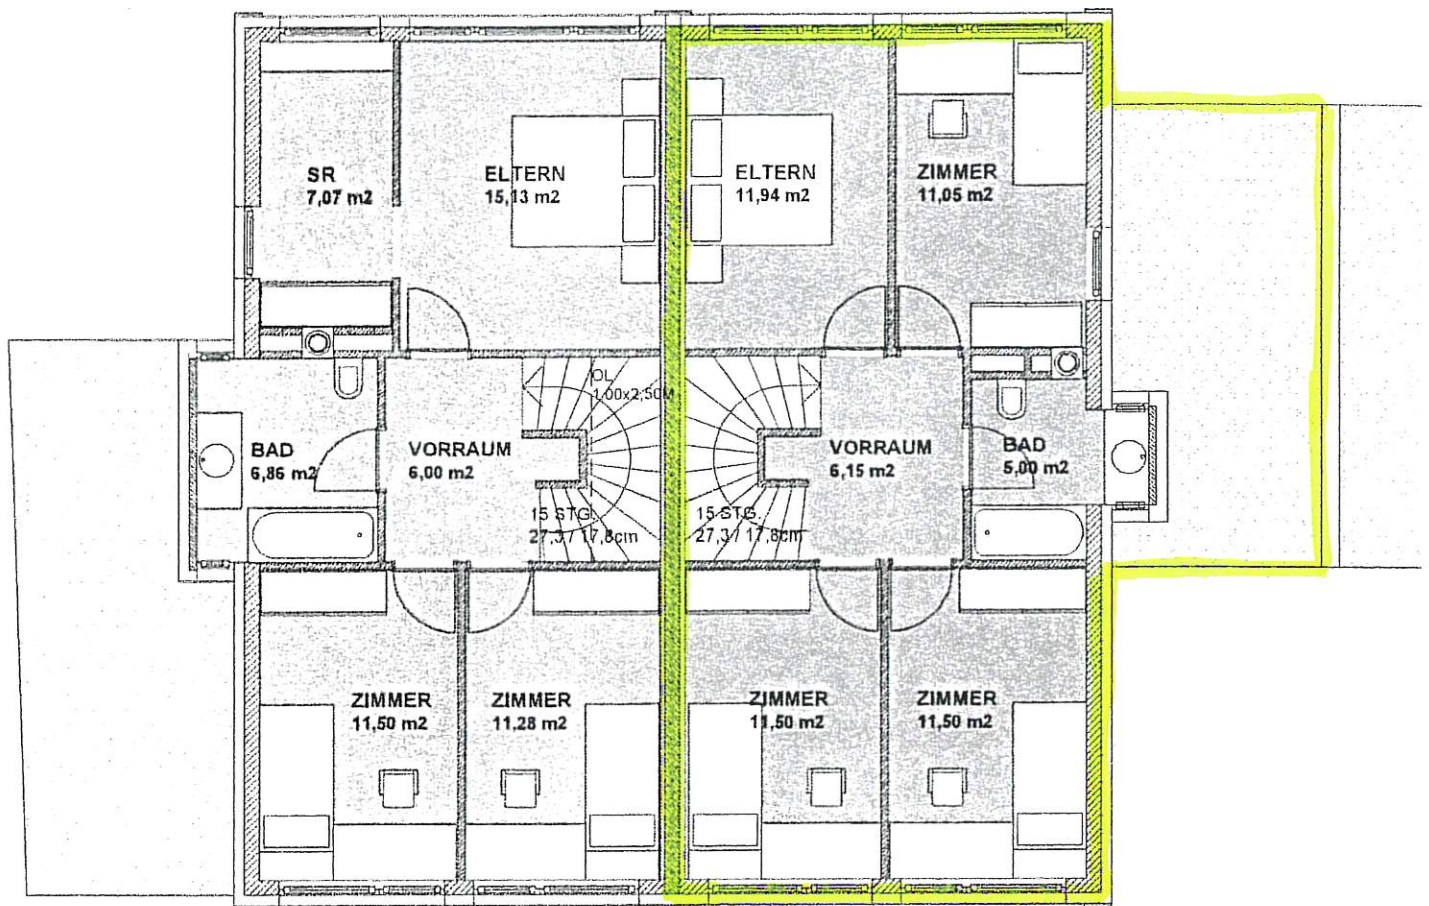 SR
7,07 m2
ELTERN
15,13 m2
ELTERN
11,94 m2
ZIMMER
11,05 m2
OL
1,00x2,50M
BAD
6,86 m2
VORRAUM
6,00 m2
VORRAUM
6,15 m2
BAD
5,00 m2
15 STG.
27,3 / 17,8cm
15 STG.
27,3 / 17,8cm
ZIMMER
11,50 m2
ZIMMER
11,28 m2
ZIMMER
11,50 m2
ZIMMER
11,50 m2